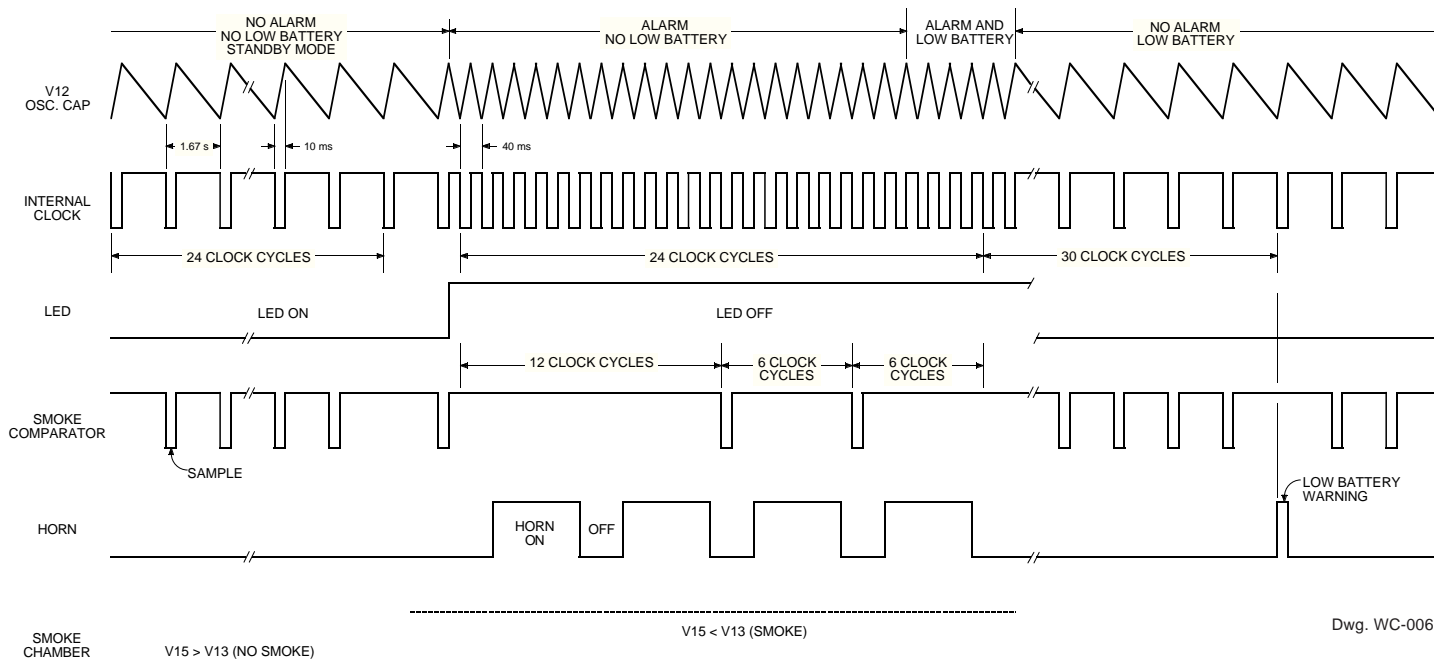 NO ALARM
NO LOW BATTERY
STANDBY MODE
ALARM
NO LOW BATTERY
ALARM AND
LOW BATTERY
NO ALARM
LOW BATTERY
V12
OSC. CAP
1.67 s
10 ms
40 ms
INTERNAL
CLOCK
24 CLOCK CYCLES
24 CLOCK CYCLES
30 CLOCK CYCLES
LED
LED ON
LED OFF
12 CLOCK CYCLES
6 CLOCK
CYCLES
6 CLOCK
CYCLES
SMOKE
COMPARATOR
SAMPLE
LOW BATTERY
WARNING
HORN
HORN
ON
OFF
SMOKE
CHAMBER
V15 > V13 (NO SMOKE)
V15 < V13 (SMOKE)
Dwg. WC-006